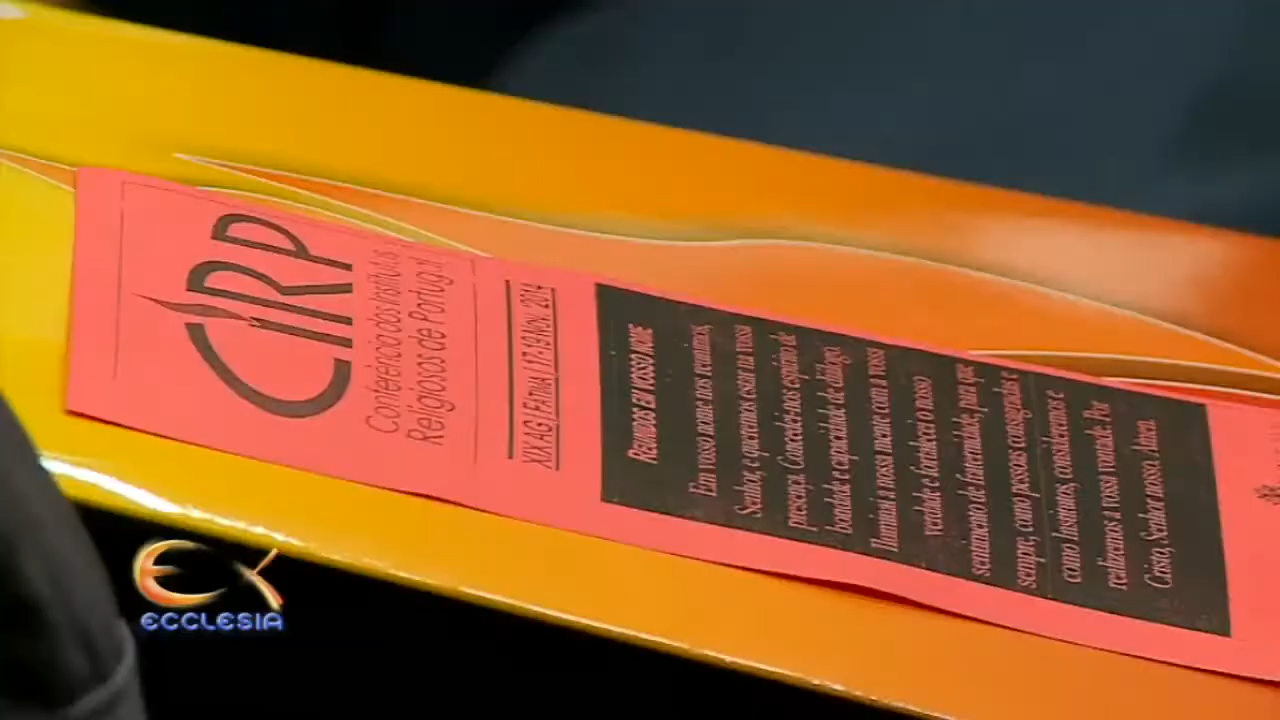 CIRP
Conferência dos Institutos
Religiosos de Portugal
XIX AG FÁTIMA | 17-19 NOV. 2014
REUNIDOS EM VOSSO NOME
Em vosso nome nos reunimos,
Senhor, e queremos estar na vossa
presença. Concedei-nos espírito de
bondade e capacidade de diálogo.
Iluminai a nossa mente com a vossa
verdade e fortalecei o nosso
sentimento de fraternidade, para que
sempre, como pessoas consagradas e
como Institutos, consideremos e
realizemos a vossa vontade. Por
Cristo, Senhor nosso. Amen.
ECCLESIA